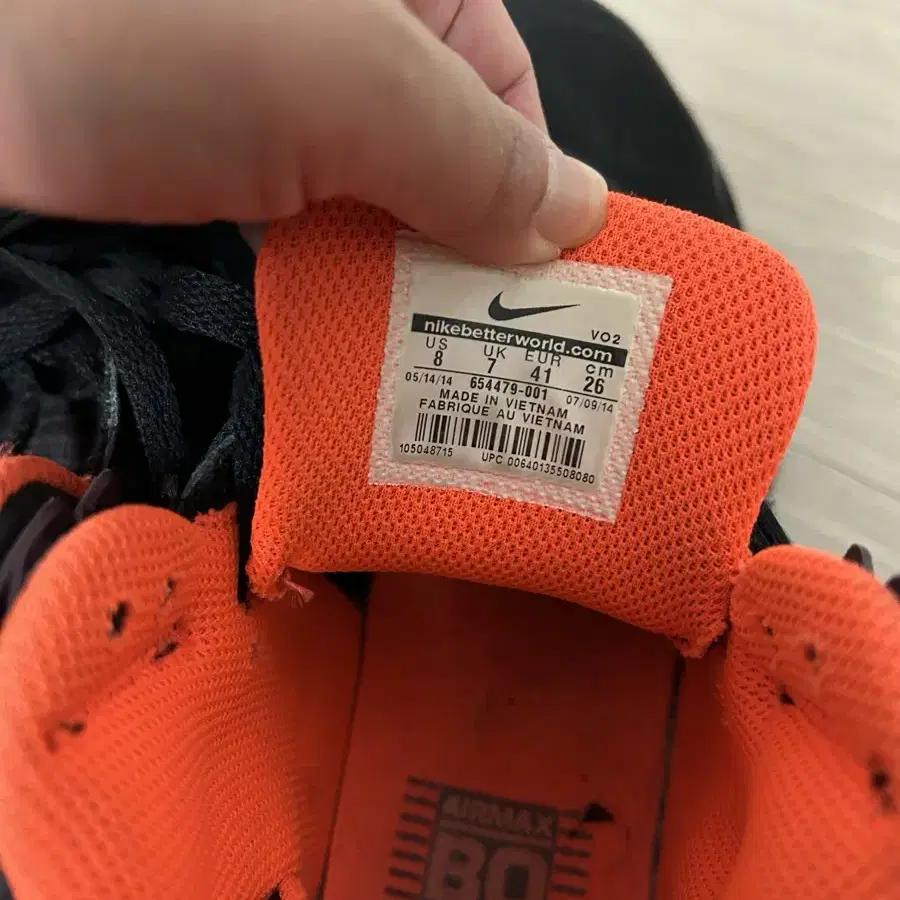 VO2
nikebetterworld.com
US UK EUR cm
8 7 41 26
05/14/14 654479-001 07/09/14
MADE IN VIETNAM
FABRIQUE AU VIETNAM
105048715 UPC 00640135508080
AIRMAX
90